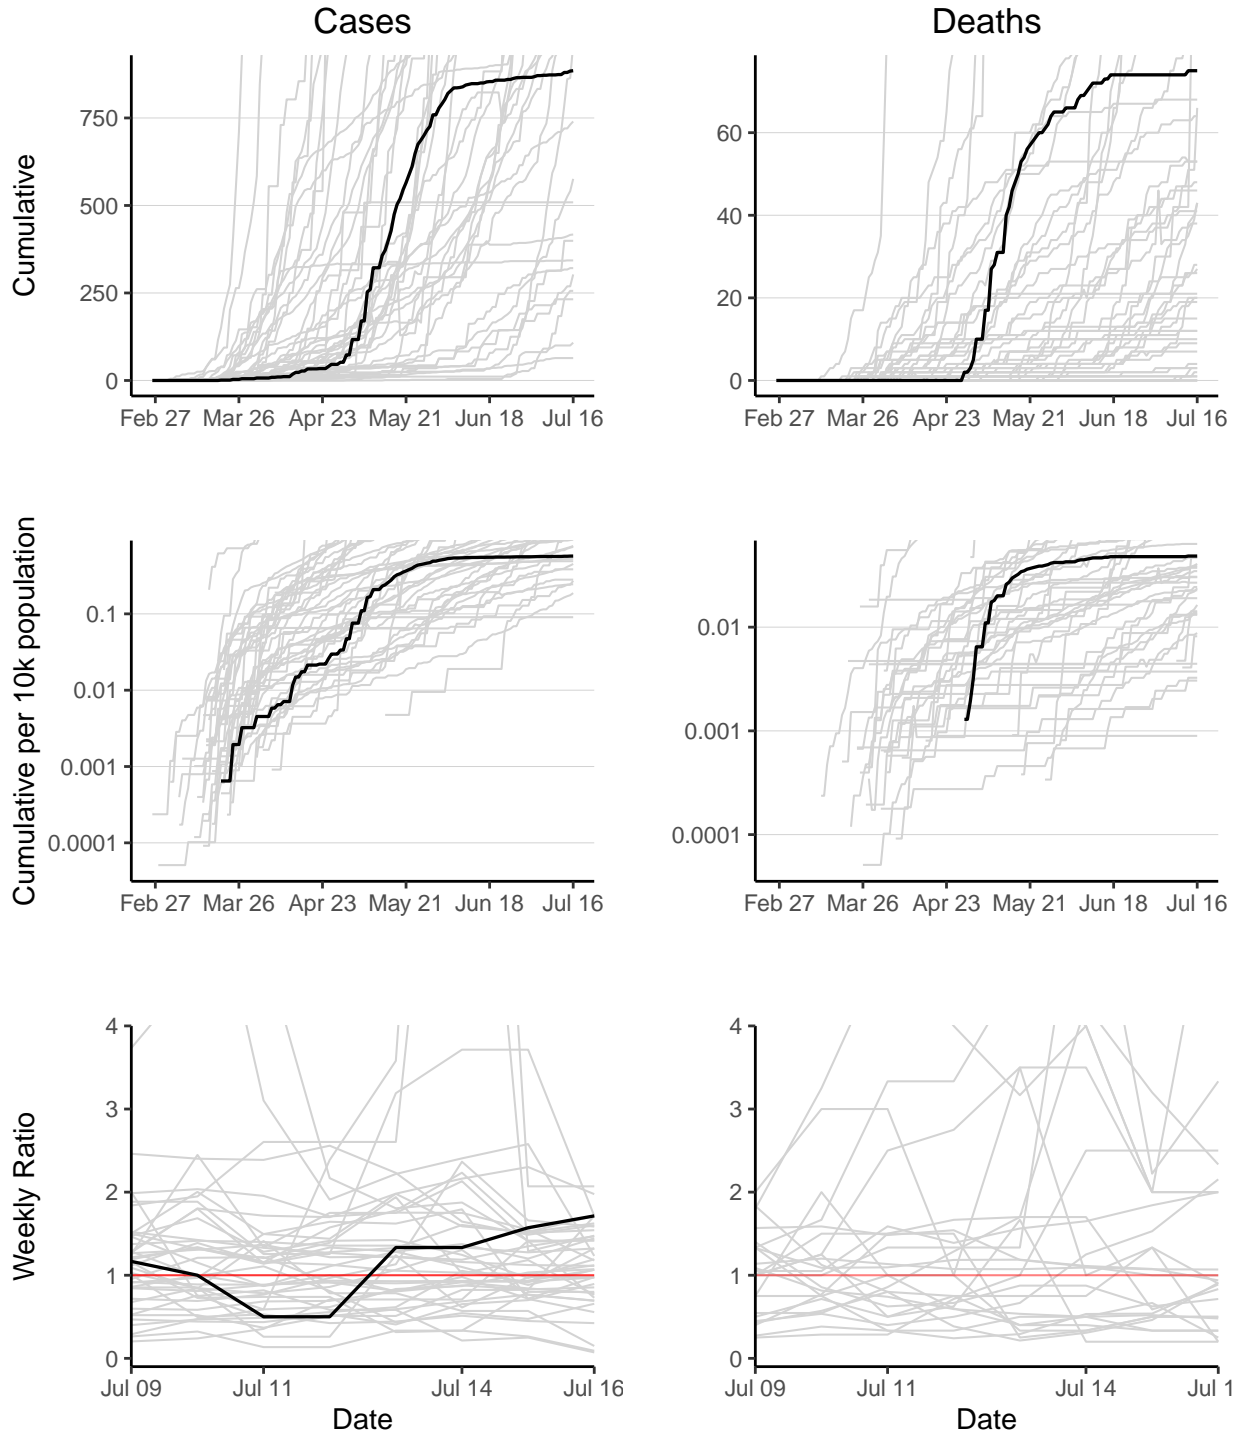 Cases
Deaths
Cumulative
750
500
250
0
Feb 27 Mar 26 Apr 23 May 21 Jun 18 Jul 16
60
40
20
0
Feb 27 Mar 26 Apr 23 May 21 Jun 18 Jul 16
Cumulative per 10k population
0.1
0.01
0.001
0.0001
Feb 27 Mar 26 Apr 23 May 21 Jun 18 Jul 16
0.01
0.001
0.0001
Feb 27 Mar 26 Apr 23 May 21 Jun 18 Jul 16
Weekly Ratio
4
3
2
1
0
Jul 09 Jul 11 Jul 14 Jul 16
Date
4
3
2
1
0
Jul 09 Jul 11 Jul 14 Jul 1
Date